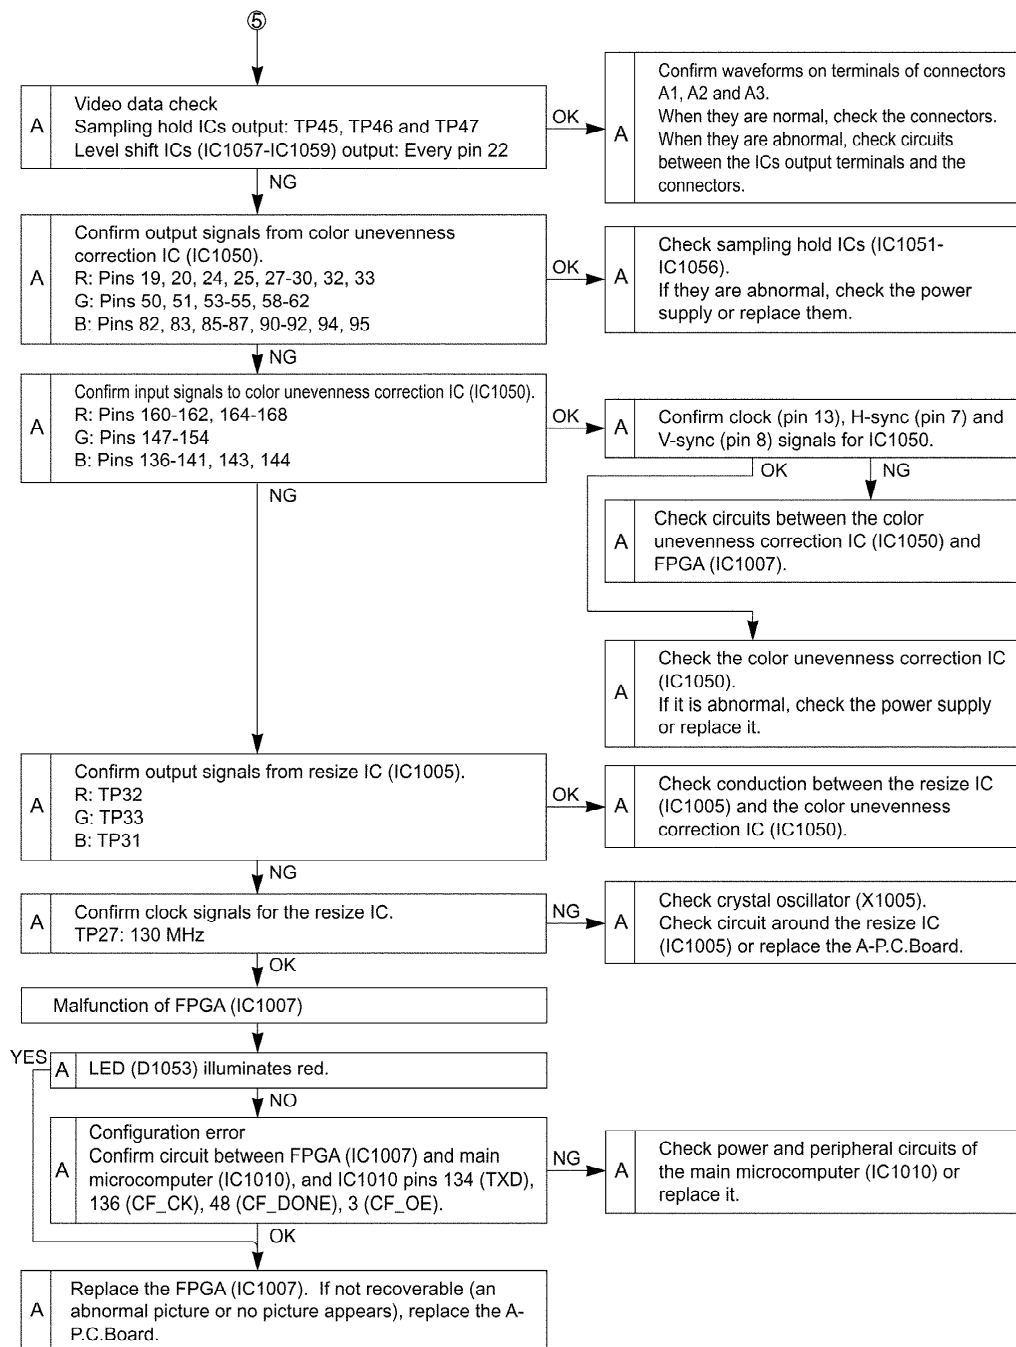 ⑤
A
Video data check
Sampling hold ICs output: TP45, TP46 and TP47
Level shift ICs (IC1057-IC1059) output: Every pin 22
OK
A
Confirm waveforms on terminals of connectors
A1, A2 and A3.
When they are normal, check the connectors.
When they are abnormal, check circuits
between the ICs output terminals and the
connectors.
NG
A
Confirm output signals from color unevenness
correction IC (IC1050).
R: Pins 19, 20, 24, 25, 27-30, 32, 33
G: Pins 50, 51, 53-55, 58-62
B: Pins 82, 83, 85-87, 90-92, 94, 95
OK
A
Check sampling hold ICs (IC1051-
IC1056).
If they are abnormal, check the power
supply or replace them.
NG
A
Confirm input signals to color unevenness correction IC (IC1050).
R: Pins 160-162, 164-168
G: Pins 147-154
B: Pins 136-141, 143, 144
OK
A
Confirm clock (pin 13), H-sync (pin 7) and
V-sync (pin 8) signals for IC1050.
OK
NG
NG
A
Check circuits between the color
unevenness correction IC (IC1050) and
FPGA (IC1007).
A
Check the color unevenness correction IC
(IC1050).
If it is abnormal, check the power supply
or replace it.
A
Confirm output signals from resize IC (IC1005).
R: TP32
G: TP33
B: TP31
OK
A
Check conduction between the resize IC
(IC1005) and the color unevenness
correction IC (IC1050).
NG
A
Confirm clock signals for the resize IC.
TP27: 130 MHz
NG
A
Check crystal oscillator (X1005).
Check circuit around the resize IC
(IC1005) or replace the A-P.C.Board.
OK
Malfunction of FPGA (IC1007)
YES
A
LED (D1053) illuminates red.
NO
A
Configuration error
Confirm circuit between FPGA (IC1007) and main
microcomputer (IC1010), and IC1010 pins 134 (TXD),
136 (CF_CK), 48 (CF_DONE), 3 (CF_OE).
NG
A
Check power and peripheral circuits of
the main microcomputer (IC1010) or
replace it.
OK
A
Replace the FPGA (IC1007).  If not recoverable (an
abnormal picture or no picture appears), replace the A-
P.C.Board.